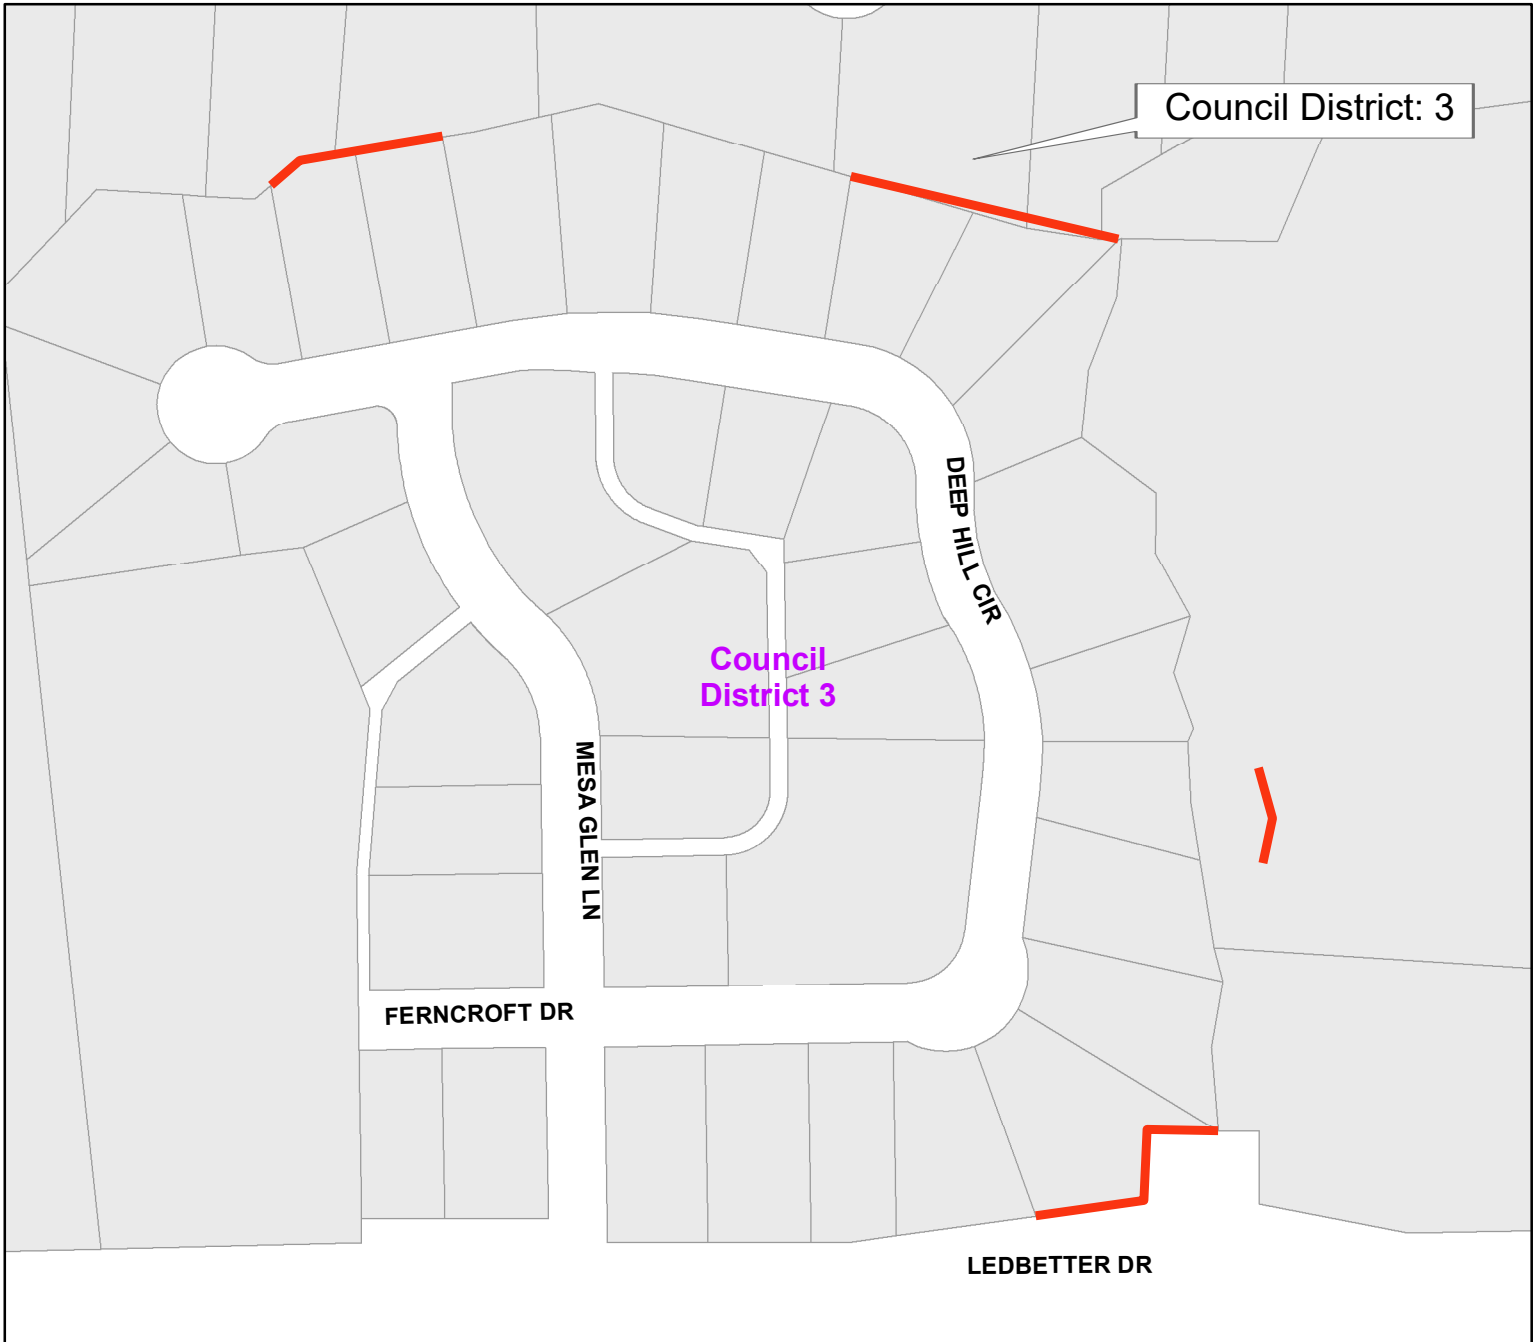 Council District: 3
DEEP HILL CIR
Council
District 3
MESA GLEN LN
FERNCROFT DR
LEDBETTER DR